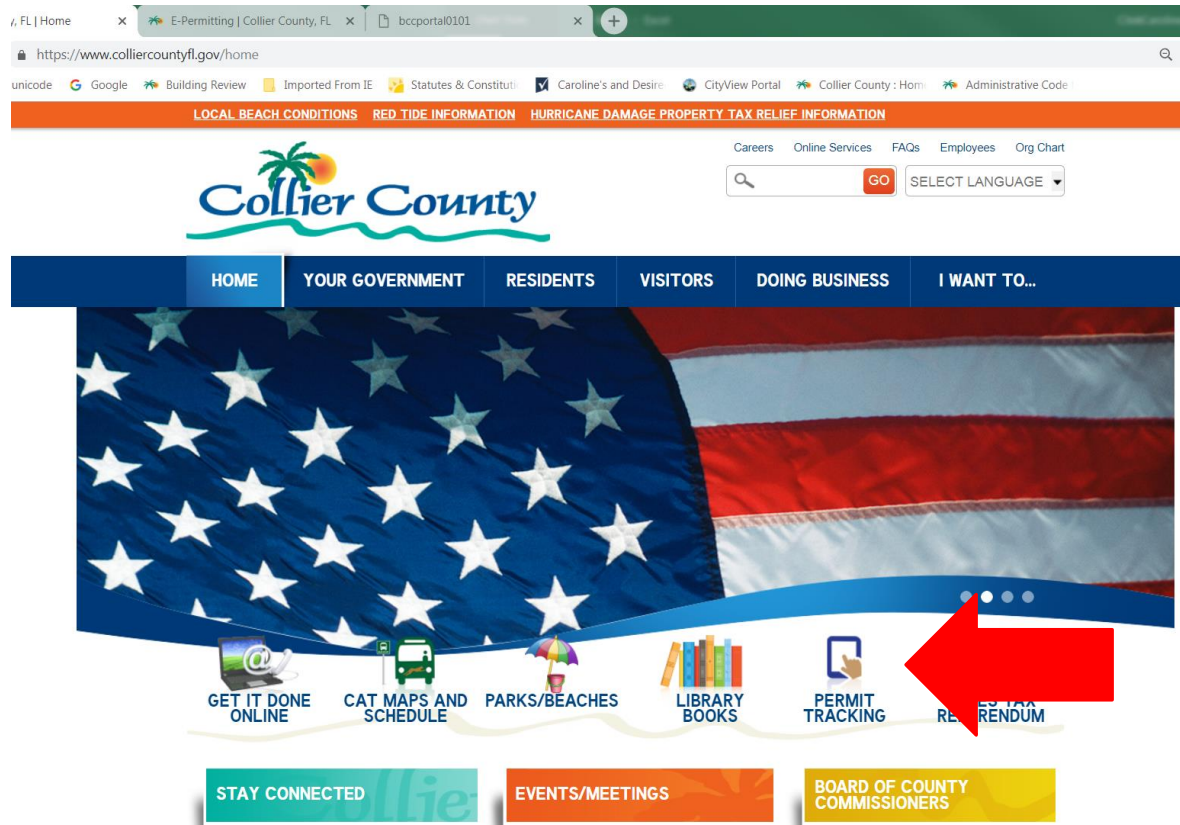 y, FL | Home
E-Permitting | Collier County, FL
bccportal0101
https://www.colliercountyfl.gov/home
unicode Google Building Review Imported From IE Statutes & Constituti Caroline's and Desire CityView Portal Collier County : Hom Administrative Code
LOCAL BEACH CONDITIONS RED TIDE INFORMATION HURRICANE DAMAGE PROPERTY TAX RELIEF INFORMATION
Careers Online Services FAQs Employees Org Chart
GO SELECT LANGUAGE
Collier County
HOME YOUR GOVERNMENT RESIDENTS VISITORS DOING BUSINESS I WANT TO...
GET IT DONE
ONLINE
CAT MAPS AND
SCHEDULE
PARKS/BEACHES
LIBRARY
BOOKS
PERMIT
TRACKING
TAX
STAY CONNECTED
EVENTS/MEETINGS
BOARD OF COUNTY
COMMISSIONERS